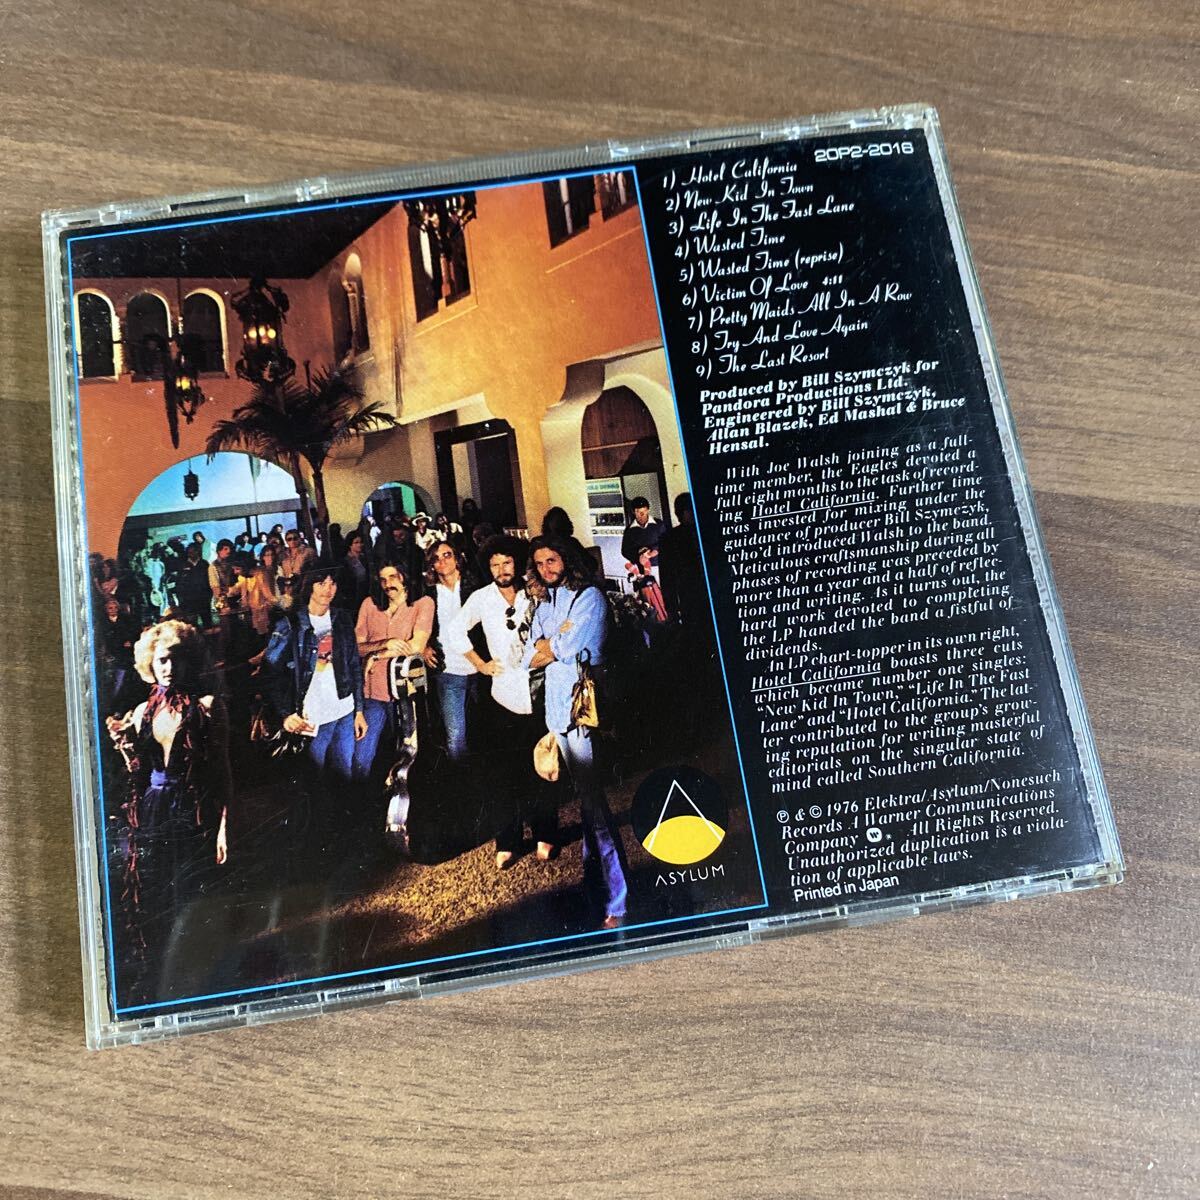 20P2-2016
1) Hotel California
2) New Kid In Town
3) Life In The Fast Lane
4) Wasted Time
5) Wasted Time (reprise)
6) Victim Of Love 4:11
7) Pretty Maids All In A Row
8) Try And Love Again
9) The Last Resort
Produced by Bill Szymczyk for
Pandora Productions Ltd.
Engineered by Bill Szymczyk,
Allan Blazek, Ed Mashal & Bruce
Hensal.
With Joe Walsh joining as a full-
time member, the Eagles devoted a
full eight months to the task of record-
ing Hotel California. Further time
was invested for mixing under the
guidance of producer Bill Szymczyk,
who'd introduced Walsh to the band.
Meticulous craftsmanship during all
phases of recording was preceded by
more than a year and a half of reflec-
tion and writing. As it turns out, the
hard work devoted to completing
the LP handed the band a fistful of
dividends.
An LP chart-topper in its own right,
Hotel California boasts three cuts
which became number one singles:
"New Kid In Town," "Life In The Fast
Lane" and "Hotel California." The lat-
ter contributed to the group's grow-
ing reputation for writing masterful
editorials on the singular state of
mind called Southern California.
℗ & © 1976 Elektra/Asylum/Nonesuch
Records A Warner Communications
Company ® All Rights Reserved.
Unauthorized duplication is a viola-
tion of applicable laws.
Printed in Japan
ASYLUM